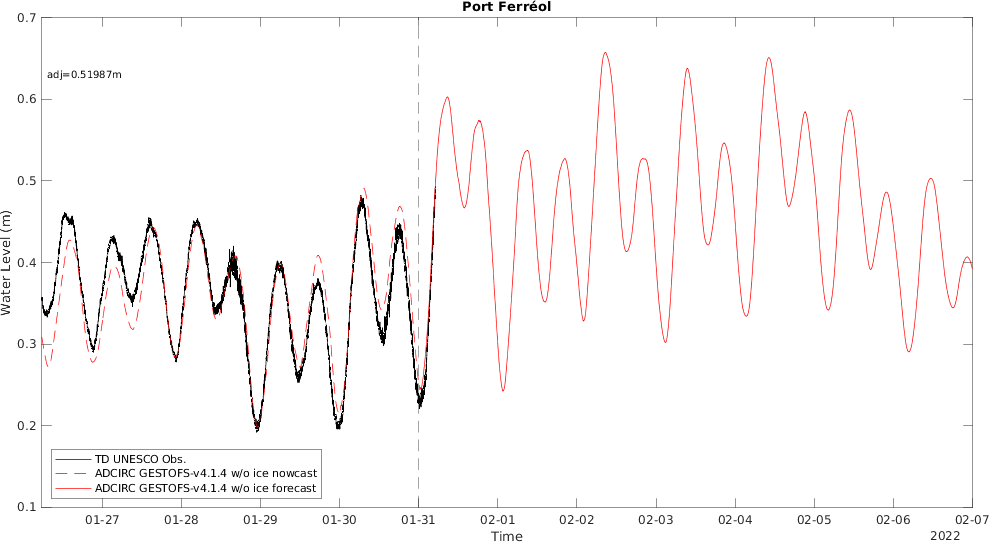 Port Ferréol
0.7
0.6
0.5
0.4
0.3
0.2
0.1
Water Level (m)
adj=0.51987m
TD UNESCO Obs.
ADCIRC GESTOFS-v4.1.4 w/o ice nowcast
ADCIRC GESTOFS-v4.1.4 w/o ice forecast
01-27 01-28 01-29 01-30 01-31 02-01 02-02 02-03 02-04 02-05 02-06 02-07
Time
2022